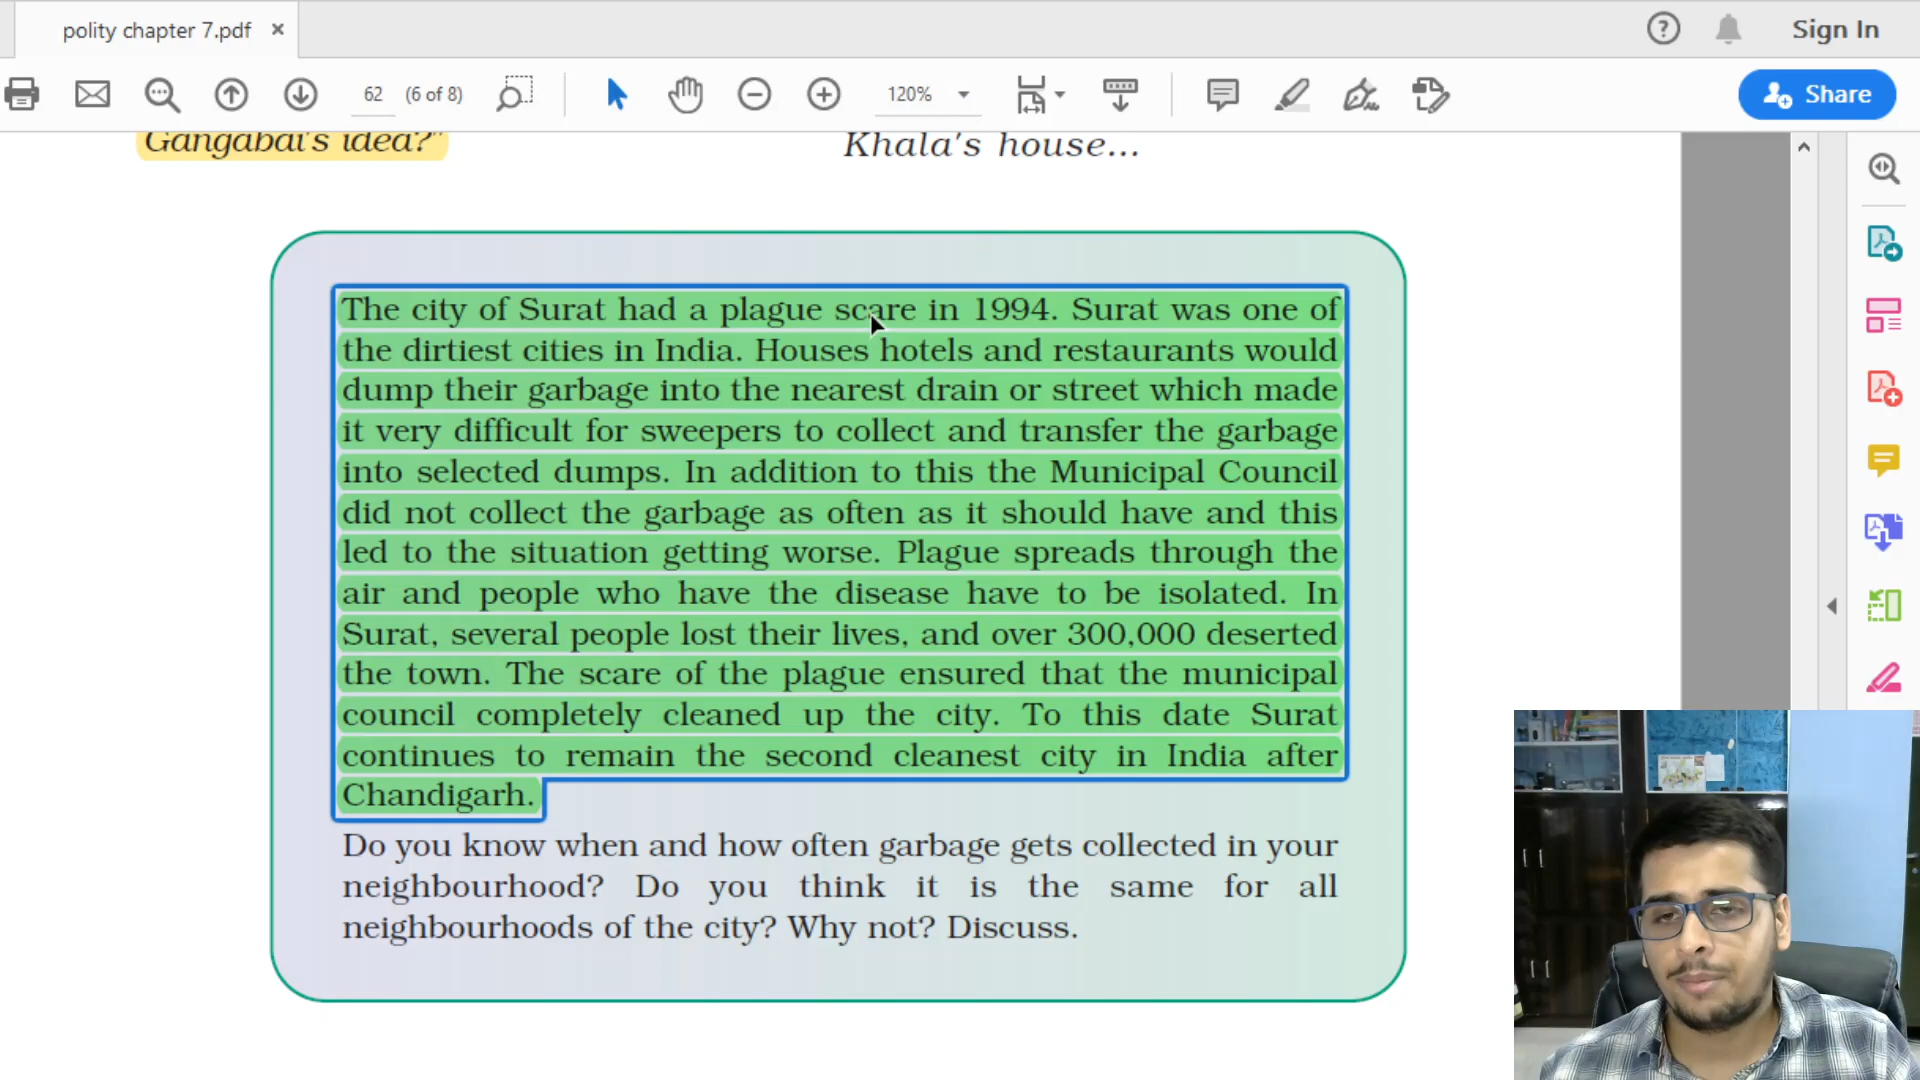 polity chapter 7.pdf
Sign In
62 (6 of 8)
120%
Share
Gangabai's idea?"
Khala's house...
The city of Surat had a plague scare in 1994. Surat was one of
the dirtiest cities in India. Houses hotels and restaurants would
dump their garbage into the nearest drain or street which made
it very difficult for sweepers to collect and transfer the garbage
into selected dumps. In addition to this the Municipal Council
did not collect the garbage as often as it should have and this
led to the situation getting worse. Plague spreads through the
air and people who have the disease have to be isolated. In
Surat, several people lost their lives, and over 300,000 deserted
the town. The scare of the plague ensured that the municipal
council completely cleaned up the city. To this date Surat
continues to remain the second cleanest city in India after
Chandigarh.
Do you know when and how often garbage gets collected in your
neighbourhood? Do you think it is the same for all
neighbourhoods of the city? Why not? Discuss.